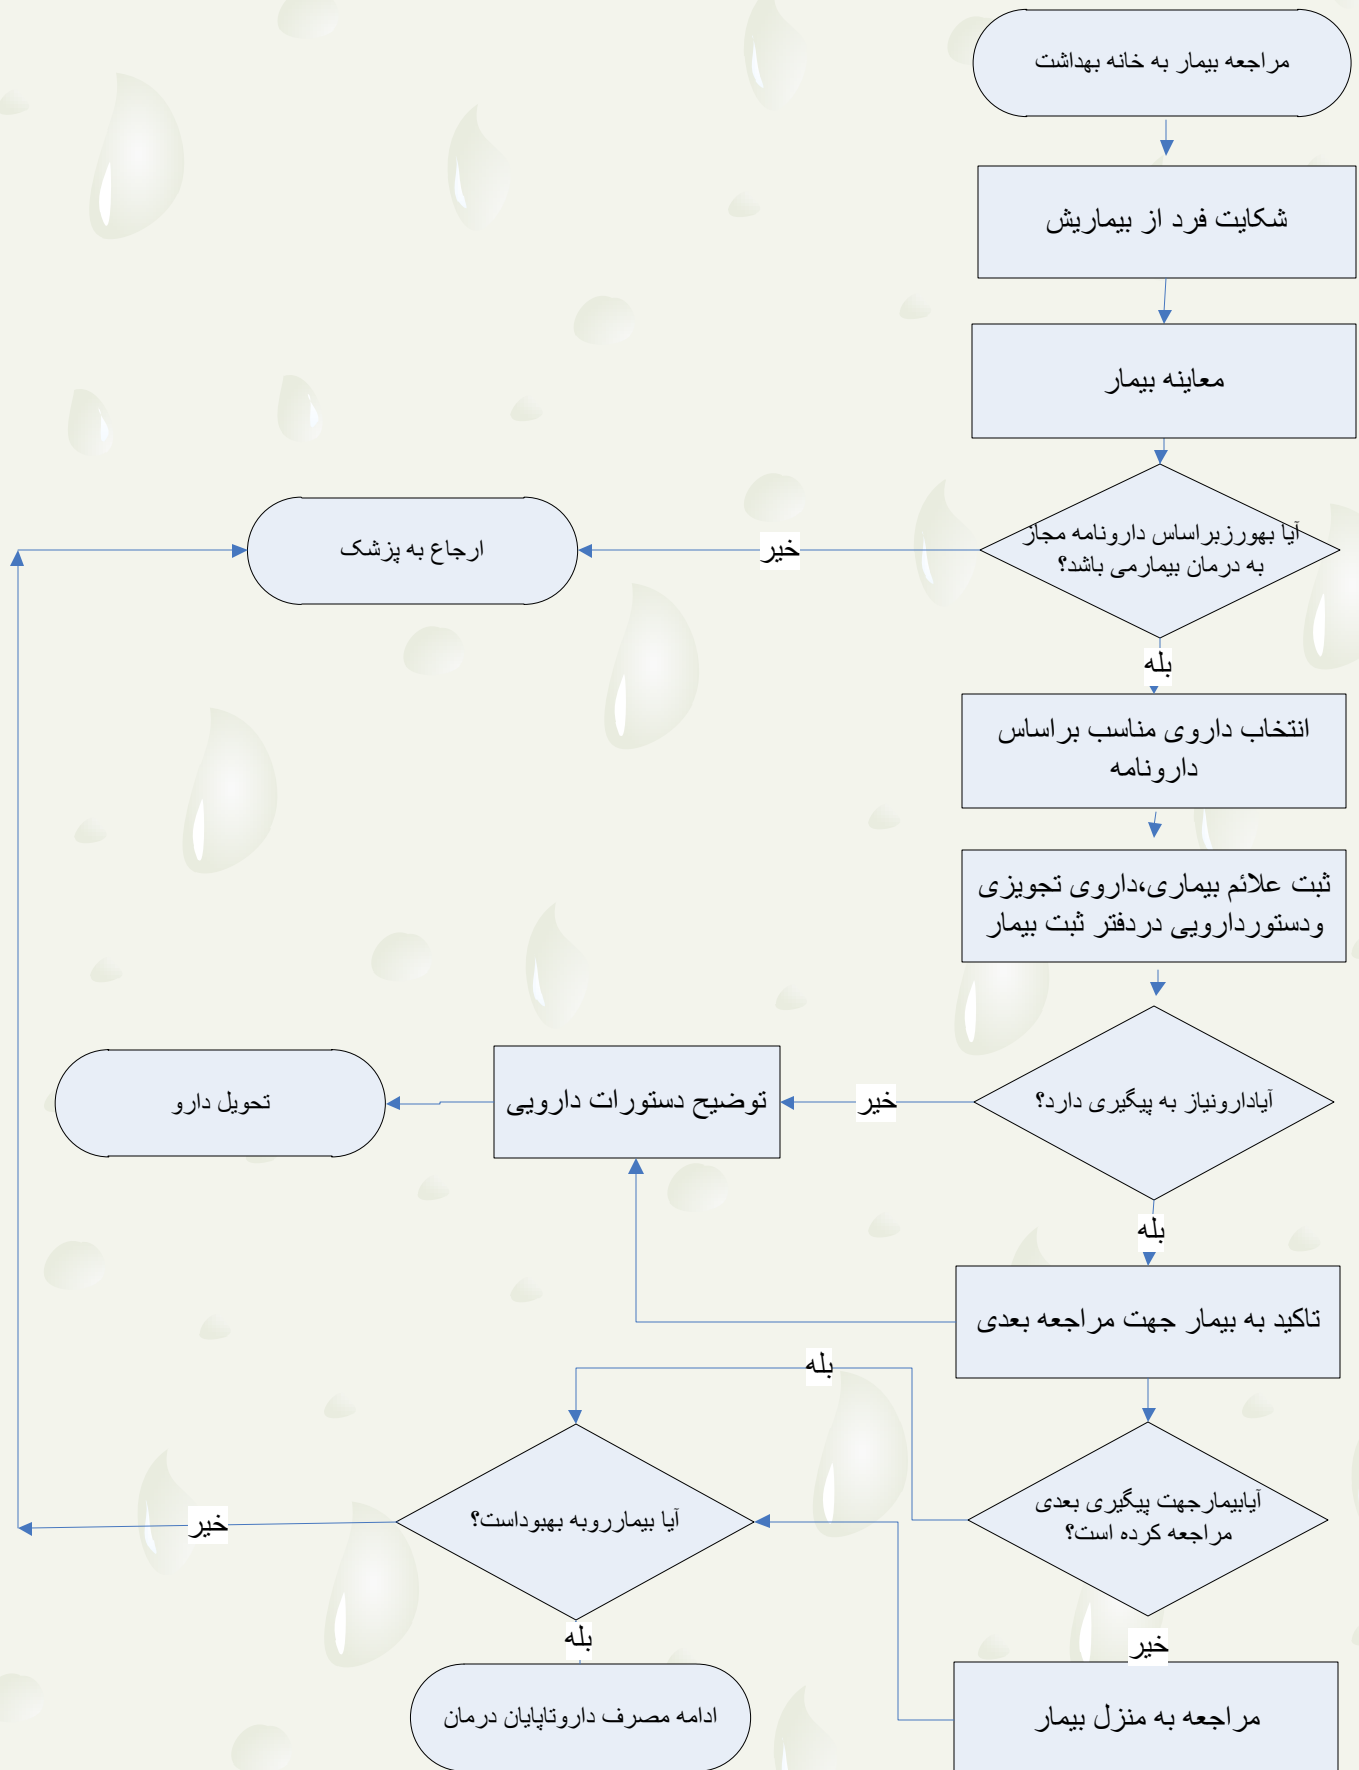 مراجعه بیمار به خانه بهداشت
شکایت فرد از بیماریش
معاینه بیمار
آیا بهورزبراساس دارونامه مجاز
به درمان بیمارمی باشد؟
خیر
ارجاع به پزشک
بله
انتخاب داروی مناسب براساس
دارونامه
ثبت علائم بیماری،داروی تجویزی
ودستوردارویی دردفتر ثبت بیمار
آیادارونیاز به پیگیری دارد؟
خیر
توضیح دستورات دارویی
تحویل دارو
بله
تاکید به بیمار جهت مراجعه بعدی
بله
آیابیمارجهت پیگیری بعدی
مراجعه کرده است؟
آیا بیمارروبه بهبوداست؟
خیر
خیر
بله
مراجعه به منزل بیمار
ادامه مصرف داروتاپایان درمان